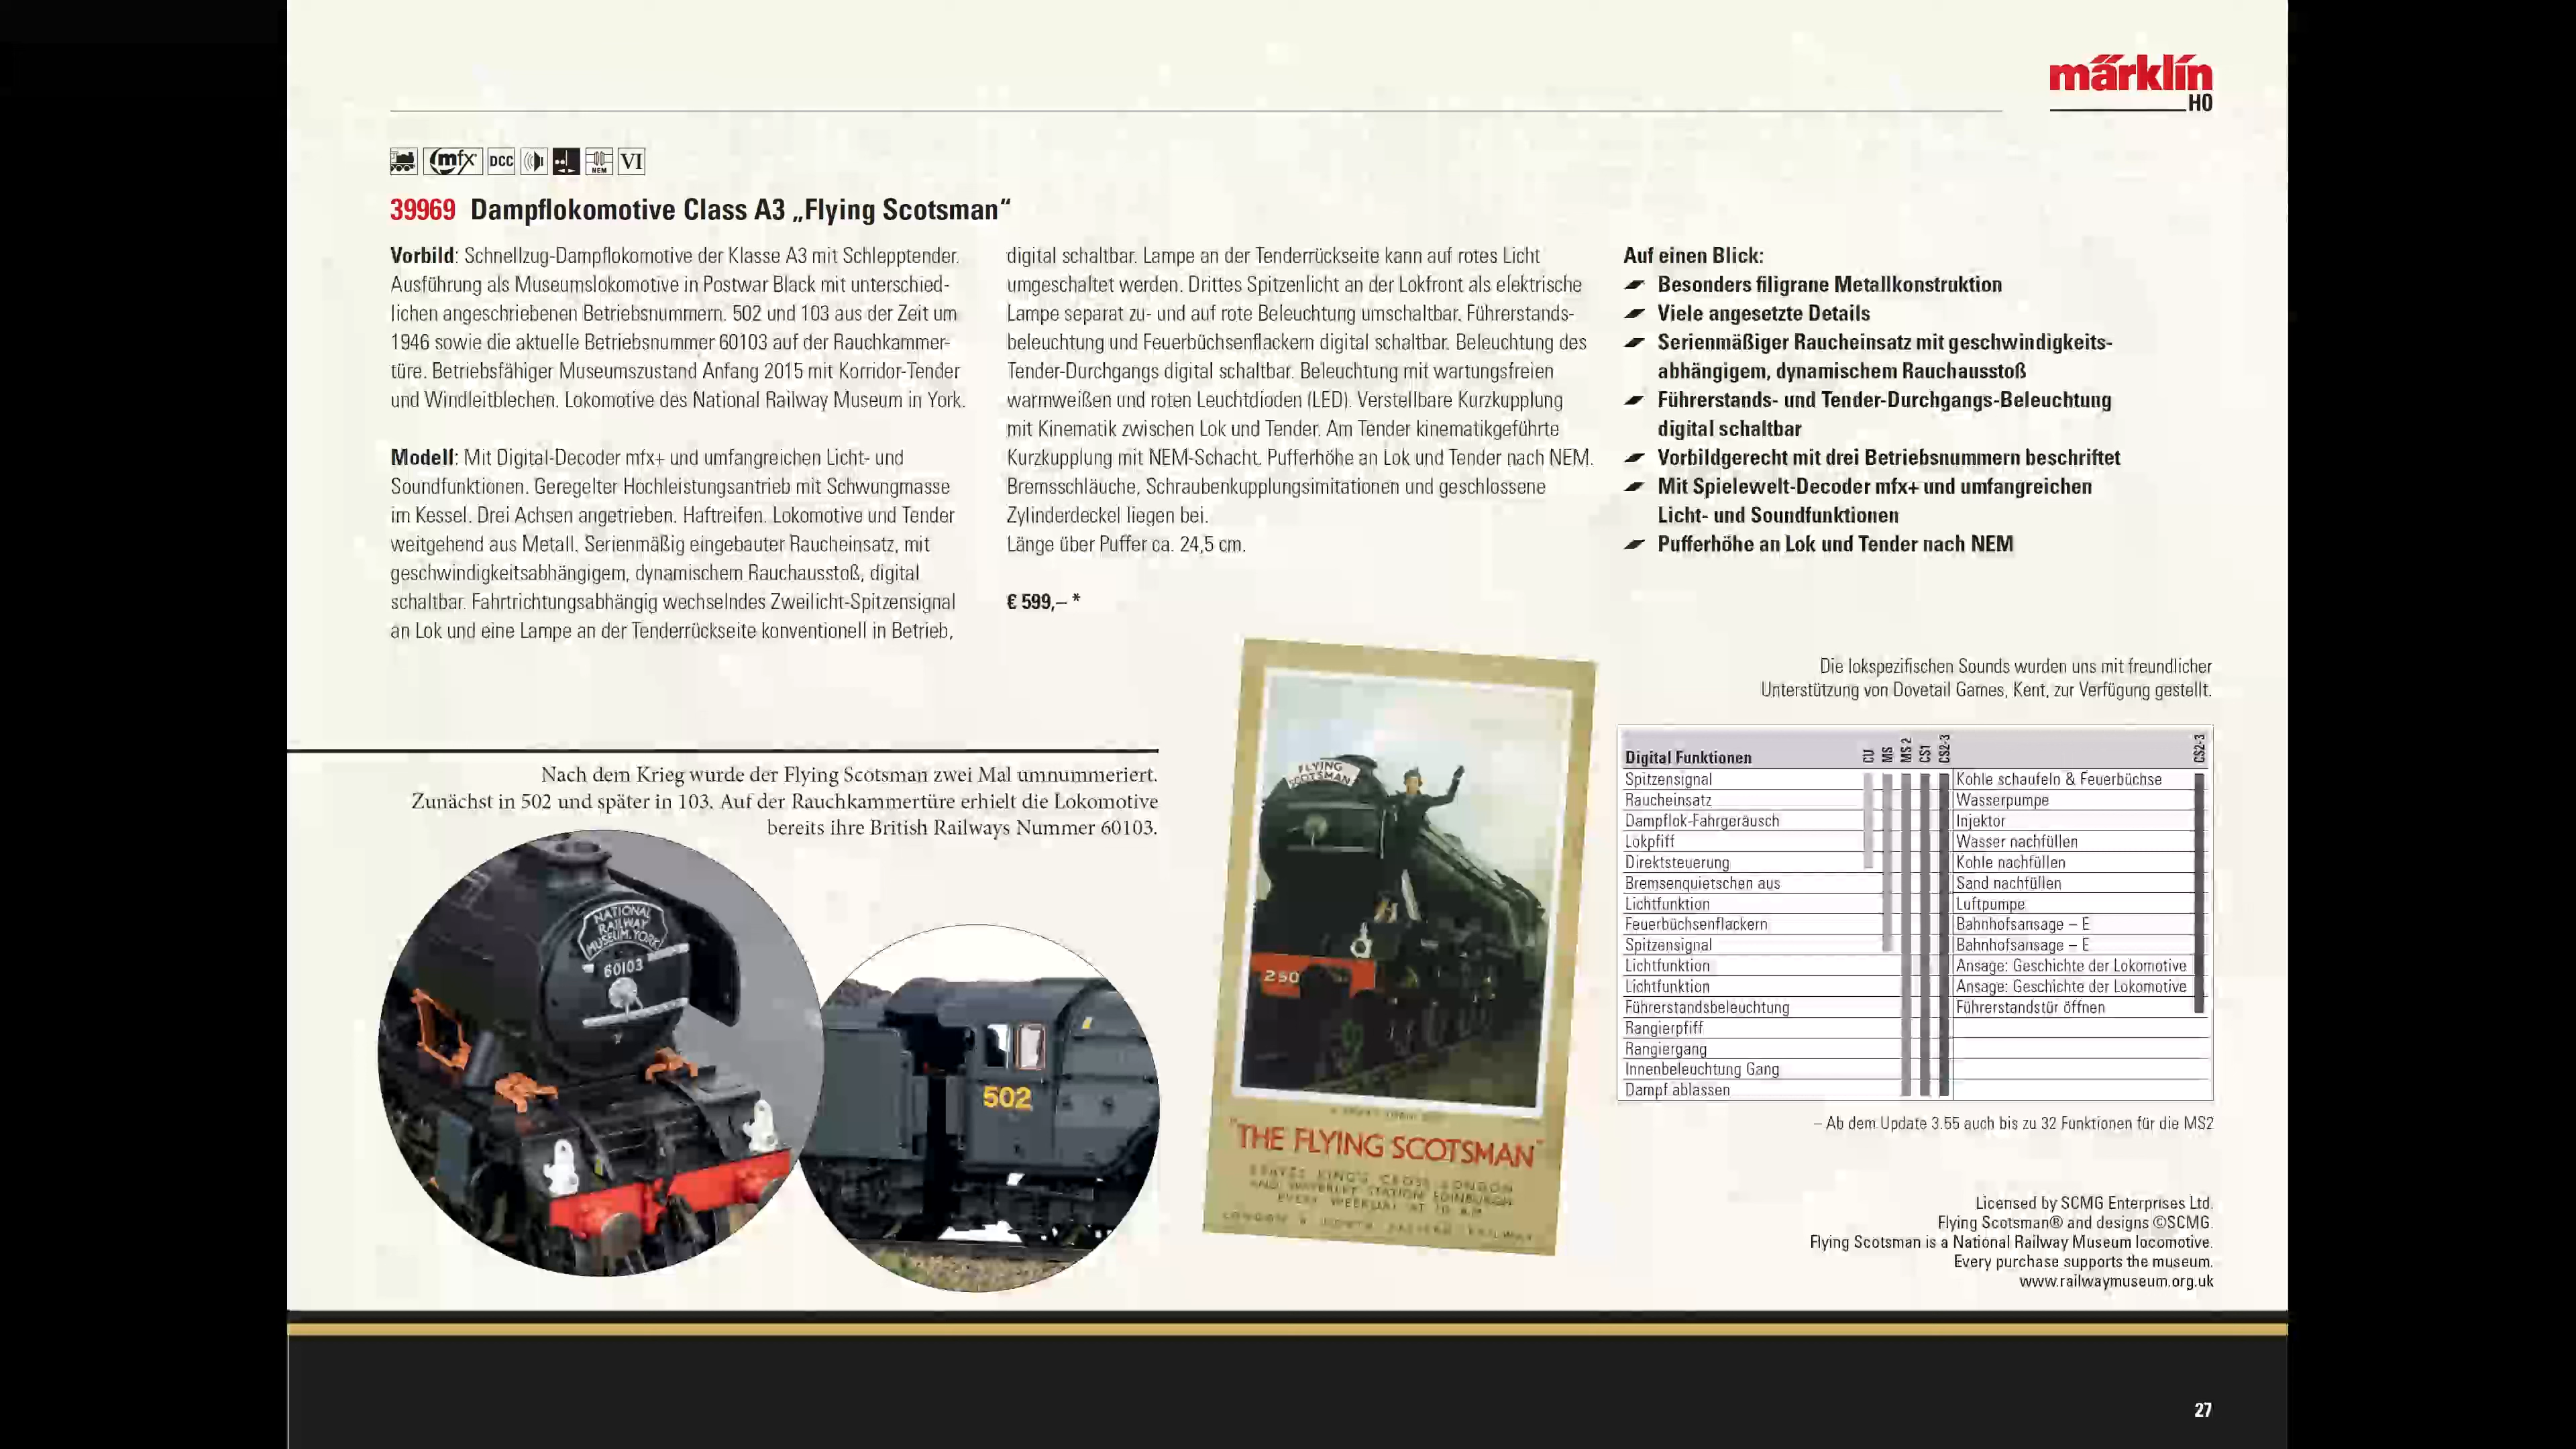 märklin
H0
mfx DCC NEM VI
39969 Dampflokomotive Class A3 „Flying Scotsman“
Vorbild: Schnellzug-Dampflokomotive der Klasse A3 mit Schlepptender.
Ausführung als Museumslokomotive in Postwar Black mit unterschied-
lichen angeschriebenen Betriebsnummern. 502 und 103 aus der Zeit um
1946 sowie die aktuelle Betriebsnummer 60103 auf der Rauchkammer-
türe. Betriebsfähiger Museumszustand Anfang 2015 mit Korridor-Tender
und Windleitblechen. Lokomotive des National Railway Museum in York.
Modell: Mit Digital-Decoder mfx+ und umfangreichen Licht- und
Soundfunktionen. Geregelter Hochleistungsantrieb mit Schwungmasse
im Kessel. Drei Achsen angetrieben. Haftreifen. Lokomotive und Tender
weitgehend aus Metall. Serienmäßig eingebauter Raucheinsatz, mit
geschwindigkeitsabhängigem, dynamischem Rauchausstoß, digital
schaltbar. Fahrtrichtungsabhängig wechselndes Zweilicht-Spitzensignal
an Lok und eine Lampe an der Tenderrückseite konventionell in Betrieb,
digital schaltbar. Lampe an der Tenderrückseite kann auf rotes Licht
umgeschaltet werden. Drittes Spitzenlicht an der Lokfront als elektrische
Lampe separat zu- und auf rote Beleuchtung umschaltbar. Führerstands-
beleuchtung und Feuerbüchsenflackern digital schaltbar. Beleuchtung des
Tender-Durchgangs digital schaltbar. Beleuchtung mit wartungsfreien
warmweißen und roten Leuchtdioden (LED). Verstellbare Kurzkupplung
mit Kinematik zwischen Lok und Tender. Am Tender kinematikgeführte
Kurzkupplung mit NEM-Schacht. Pufferhöhe an Lok und Tender nach NEM.
Bremsschläuche, Schraubenkupplungsimitationen und geschlossene
Zylinderdeckel liegen bei.
Länge über Puffer ca. 24,5 cm.
€ 599,– *
Auf einen Blick:
Besonders filigrane Metallkonstruktion
Viele angesetzte Details
Serienmäßiger Raucheinsatz mit geschwindigkeits-
abhängigem, dynamischem Rauchausstoß
Führerstands- und Tender-Durchgangs-Beleuchtung
digital schaltbar
Vorbildgerecht mit drei Betriebsnummern beschriftet
Mit Spielewelt-Decoder mfx+ und umfangreichen
Licht- und Soundfunktionen
Pufferhöhe an Lok und Tender nach NEM
Die lokspezifischen Sounds wurden uns mit freundlicher
Unterstützung von Dovetail Games, Kent, zur Verfügung gestellt.
Nach dem Krieg wurde der Flying Scotsman zwei Mal umnummeriert.
Zunächst in 502 und später in 103. Auf der Rauchkammertüre erhielt die Lokomotive
bereits ihre British Railways Nummer 60103.
NATIONAL
RAILWAY
MUSEUM, YORK
60103
502
FLYING
SCOTSMAN
250
"THE FLYING SCOTSMAN"
LEAVES KING'S CROSS LONDON
AND WAVERLEY STATION EDINBURGH
EVERY WEEKDAY AT 10 AM
LONDON & NORTH EASTERN RAILWAY
Digital Funktionen CU MS MS 2 CS1 CS2-3 CS2-3
Spitzensignal Kohle schaufeln & Feuerbüchse
Raucheinsatz Wasserpumpe
Dampflok-Fahrgeräusch Injektor
Lokpfiff Wasser nachfüllen
Direktsteuerung Kohle nachfüllen
Bremsenquietschen aus Sand nachfüllen
Lichtfunktion Luftpumpe
Feuerbüchsenflackern Bahnhofsansage – E
Spitzensignal Bahnhofsansage – E
Lichtfunktion Ansage: Geschichte der Lokomotive
Lichtfunktion Ansage: Geschichte der Lokomotive
Führerstandsbeleuchtung Führerstandstür öffnen
Rangierpfiff
Rangiergang
Innenbeleuchtung Gang
Dampf ablassen
– Ab dem Update 3.55 auch bis zu 32 Funktionen für die MS2
Licensed by SCMG Enterprises Ltd.
Flying Scotsman® and designs ©SCMG.
Flying Scotsman is a National Railway Museum locomotive.
Every purchase supports the museum.
www.railwaymuseum.org.uk
27